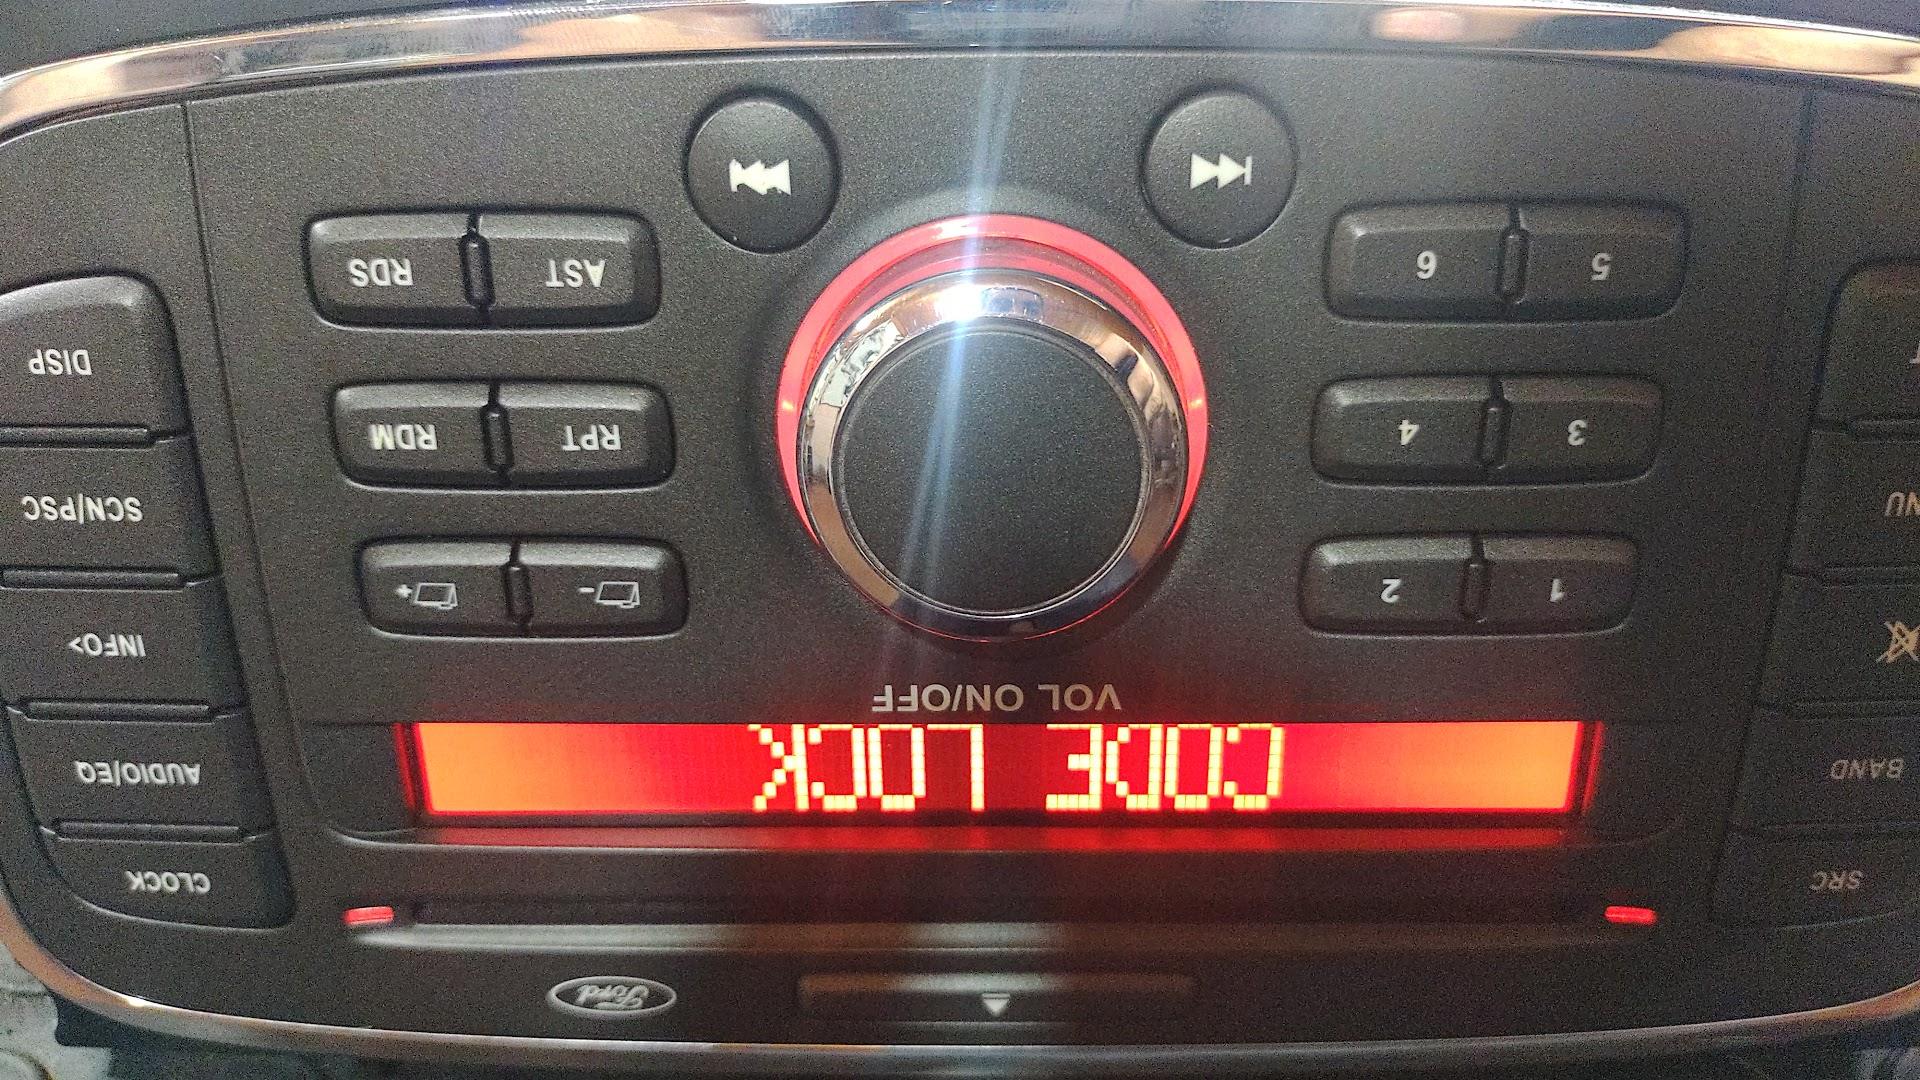 Ford
SRC
CLOCK
BAND
CODE LOCK
AUDIO/EQ
VOL ON/OFF
INFO>
1 2
- +
3 4
RPT RDM
SCN/PSC
5 6
AST RDS
DISP